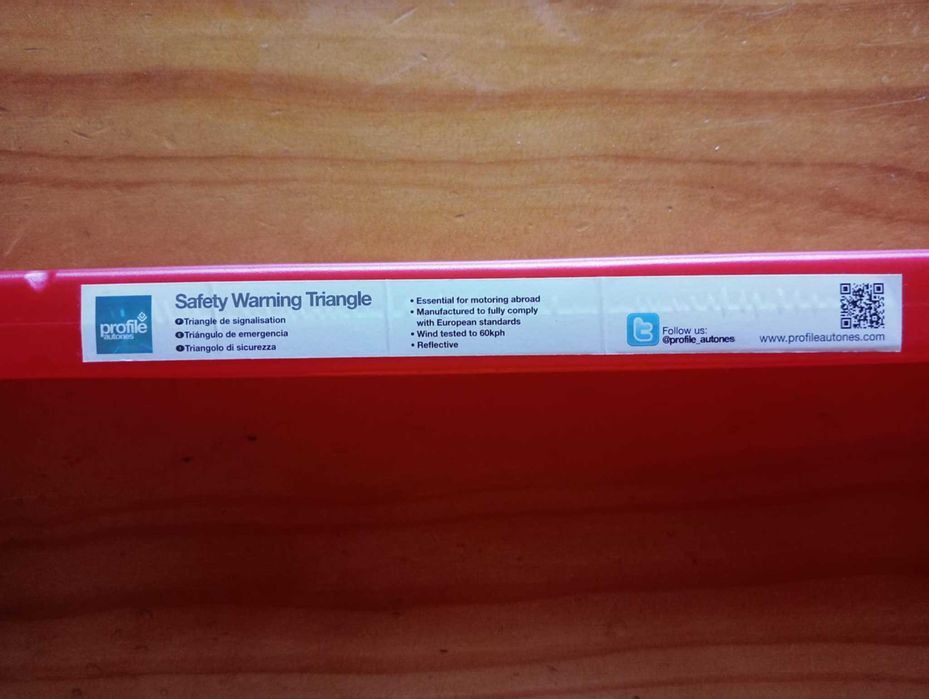 profile
autones
Safety Warning Triangle
F Triangle de signalisation
E Triángulo de emergencia
I Triangolo di sicurezza
• Essential for motoring abroad
• Manufactured to fully comply
with European standards
• Wind tested to 60kph
• Reflective
Follow us:
@profile_autones
www.profileautones.com